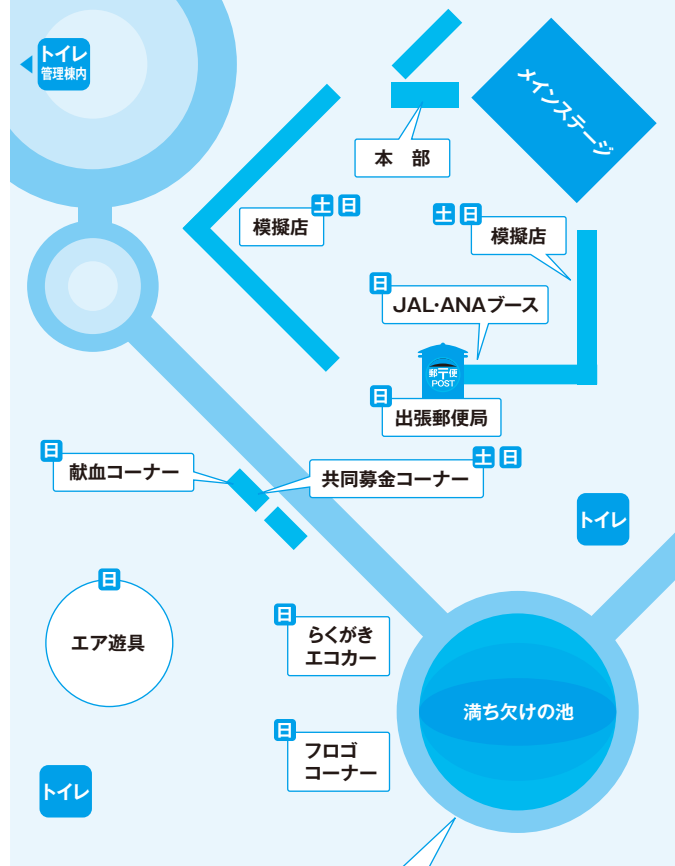 トイレ
管理棟内
メインステージ
本 部
土 日
模擬店
土 日
模擬店
日
JAL・ANAブース
郵〒便
POST
日
出張郵便局
日
献血コーナー
土 日
共同募金コーナー
トイレ
日
エア遊具
日
らくがき
エコカー
満ち欠けの池
日
フロゴ
コーナー
トイレ